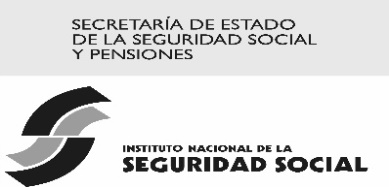 SECRETARÍA DE ESTADO
DE LA SEGURIDAD SOCIAL
Y PENSIONES
INSTITUTO NACIONAL DE LA
SEGURIDAD SOCIAL